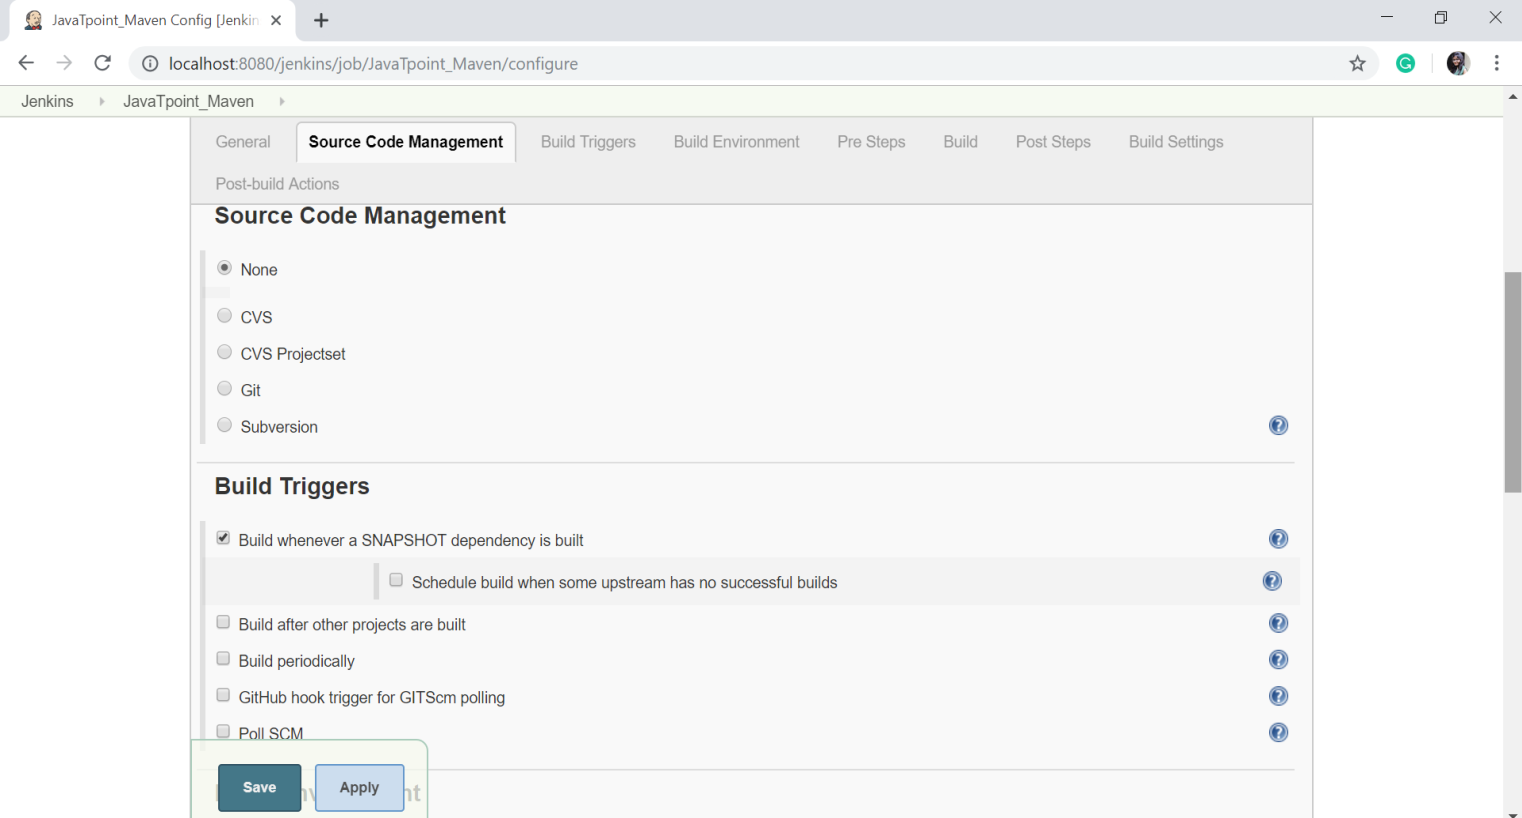 JavaTpoint_Maven Config [Jenkin
localhost:8080/jenkins/job/JavaTpoint_Maven/configure
Jenkins JavaTpoint_Maven
General Source Code Management Build Triggers Build Environment Pre Steps Build Post Steps Build Settings
Post-build Actions
Source Code Management
None
CVS
CVS Projectset
Git
Subversion
Build Triggers
Build whenever a SNAPSHOT dependency is built
Schedule build when some upstream has no successful builds
Build after other projects are built
Build periodically
GitHub hook trigger for GITScm polling
Poll SCM
Save Apply